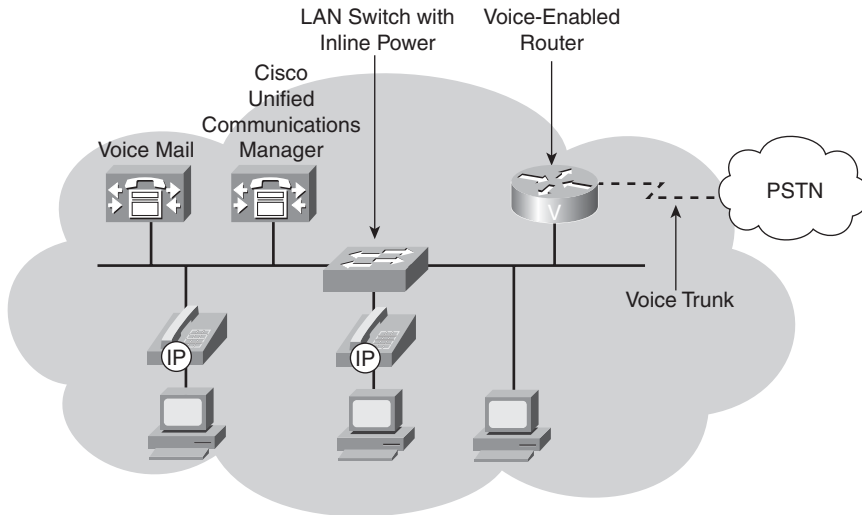 LAN Switch with
Inline Power
Voice-Enabled
Router
Cisco
Unified
Communications
Manager
Voice Mail
PSTN
V
Voice Trunk
IP
IP